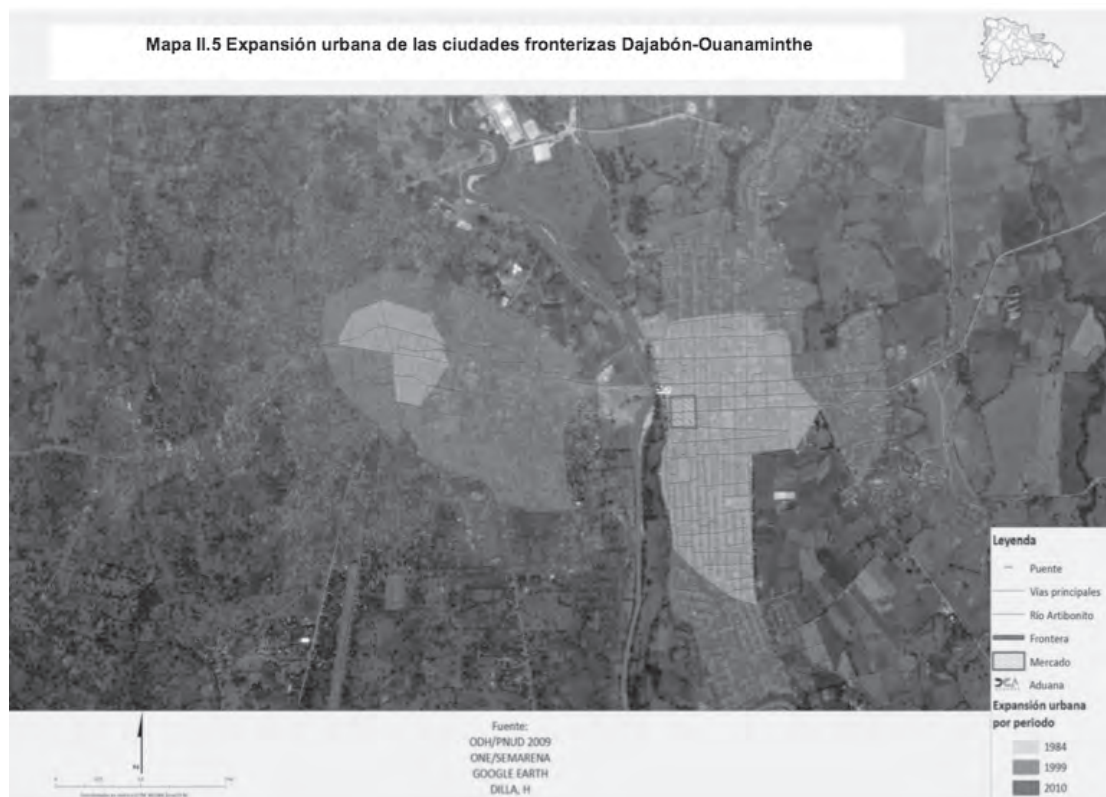 Mapa II.5 Expansión urbana de las ciudades fronterizas Dajabón-Ouanaminthe
Leyenda
Puente
Vías principales
Río Artibonito
Frontera
Mercado
DGA Aduana
Expansión urbana
por periodo
1984
1999
2010
Fuente:
ODH/PNUD 2009
ONE/SEMARENA
GOOGLE EARTH
DILLA, H